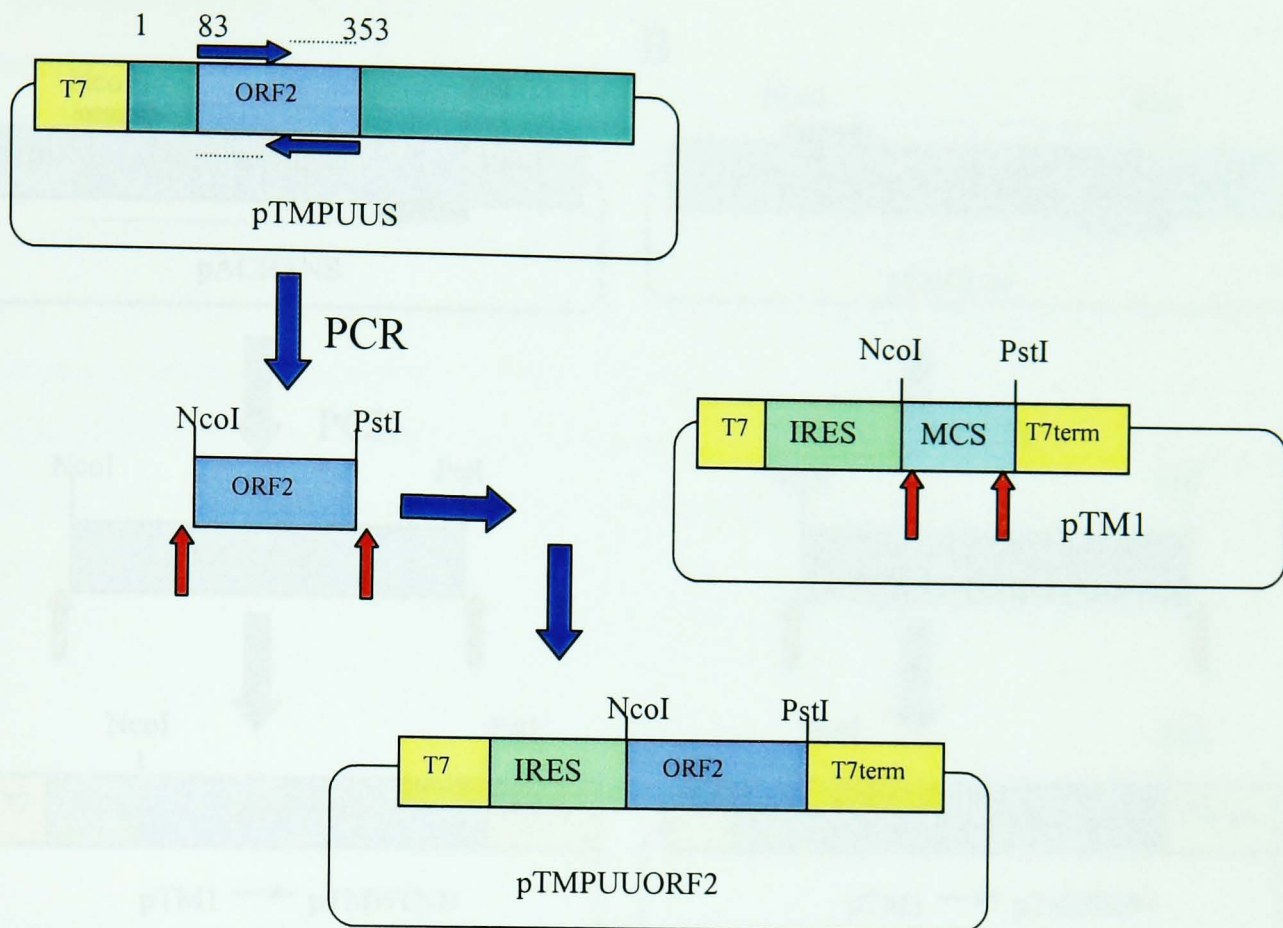 1 83 353
T7 ORF2
pTMPUUS
PCR
NcoI PstI
NcoI PstI
ORF2
T7 IRES MCS T7term
pTM1
NcoI PstI
T7 IRES ORF2 T7term
pTMPUUORF2